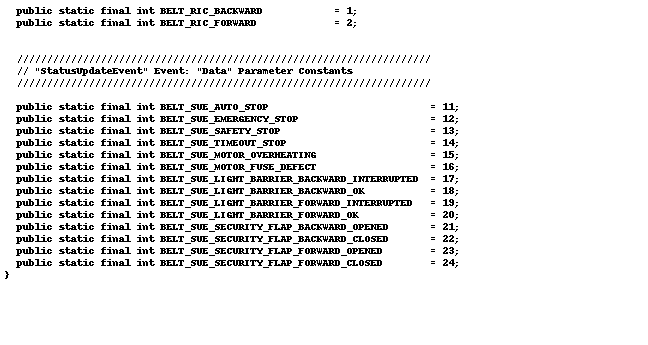 public static final int BELT_RIC_BACKWARD = 1;
public static final int BELT_RIC_FORWARD = 2;
/////////////////////////////////////////////////////////////////////
// "StatusUpdateEvent" Event: "Data" Parameter Constants
/////////////////////////////////////////////////////////////////////
public static final int BELT_SUE_AUTO_STOP = 11;
public static final int BELT_SUE_EMERGENCY_STOP = 12;
public static final int BELT_SUE_SAFETY_STOP = 13;
public static final int BELT_SUE_TIMEOUT_STOP = 14;
public static final int BELT_SUE_MOTOR_OVERHEATING = 15;
public static final int BELT_SUE_MOTOR_FUSE_DEFECT = 16;
public static final int BELT_SUE_LIGHT_BARRIER_BACKWARD_INTERRUPTED = 17;
public static final int BELT_SUE_LIGHT_BARRIER_BACKWARD_OK = 18;
public static final int BELT_SUE_LIGHT_BARRIER_FORWARD_INTERRUPTED = 19;
public static final int BELT_SUE_LIGHT_BARRIER_FORWARD_OK = 20;
public static final int BELT_SUE_SECURITY_FLAP_BACKWARD_OPENED = 21;
public static final int BELT_SUE_SECURITY_FLAP_BACKWARD_CLOSED = 22;
public static final int BELT_SUE_SECURITY_FLAP_FORWARD_OPENED = 23;
public static final int BELT_SUE_SECURITY_FLAP_FORWARD_CLOSED = 24;
}